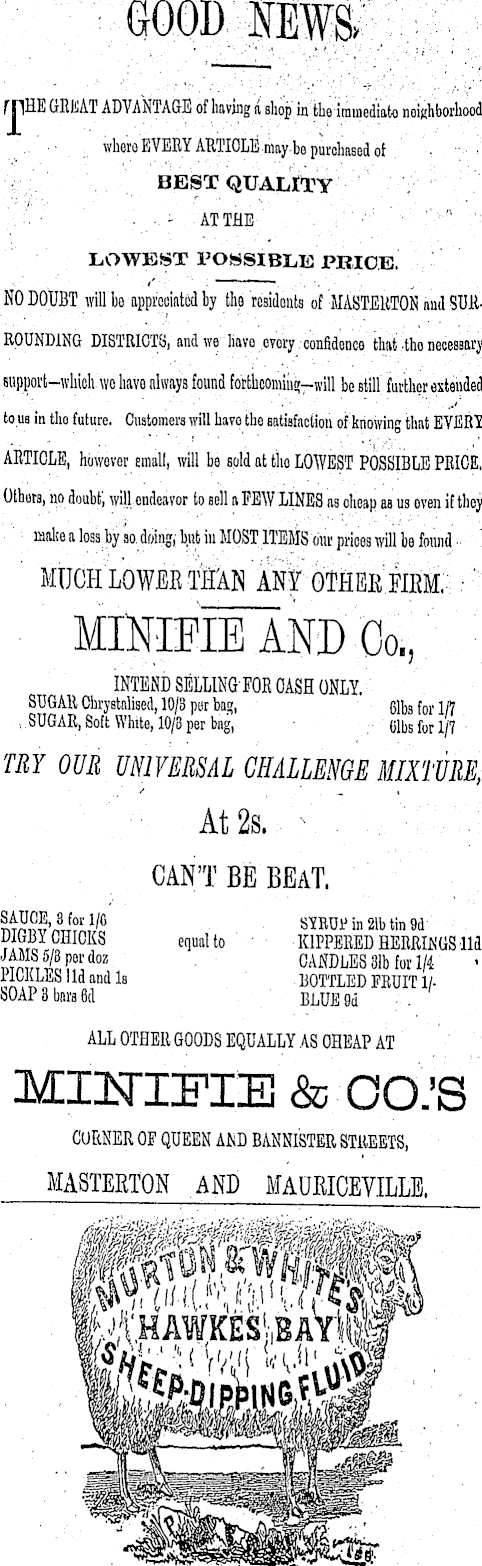 GOOD NEWS.
THE GREAT ADVANTAGE of having a shop in the immediate neighborhood
where EVERY ARTICLE may be purchased of
BEST QUALITY
AT THE
LOWEST POSSIBLE PRICE.
NO DOUBT will be appreciated by the residents of MASTERTON and SUR-
ROUNDING DISTRICTS, and we have every confidence that the necessary
support—which we have always found forthcoming—will be still further extended
to us in the future. Customers will have the satisfaction of knowing that EVERY
ARTICLE, however small, will be sold at the LOWEST POSSIBLE PRICE.
Others, no doubt, will endeavor to sell a FEW LINES as cheap as us even if they
make a loss by so doing, but in MOST ITEMS our prices will be found
MUCH LOWER THAN ANY OTHER FIRM.
MINIFIE AND Co.,
INTEND SELLING FOR CASH ONLY.
SUGAR Chrystalised, 10/3 per bag, 6lbs for 1/7
SUGAR, Soft White, 10/3 per bag, 6lbs for 1/7
TRY OUR UNIVERSAL CHALLENGE MIXTURE,
At 2s.
CAN'T BE BEAT.
SAUCE, 3 for 1/6 SYRUP in 2lb tin 9d
DIGBY CHICKS equal to KIPPERED HERRINGS 11d
JAMS 5/3 per doz CANDLES 3lb for 1/4
PICKLES 11d and 1s BOTTLED FRUIT 1/-
SOAP 3 bars 6d BLUE 9d
ALL OTHER GOODS EQUALLY AS CHEAP AT
MINIFIE & CO.'S
CORNER OF QUEEN AND BANNISTER STREETS,
MASTERTON AND MAURICEVILLE.
MURTON & WHITE'S
HAWKES BAY
SHEEP-DIPPING FLUID